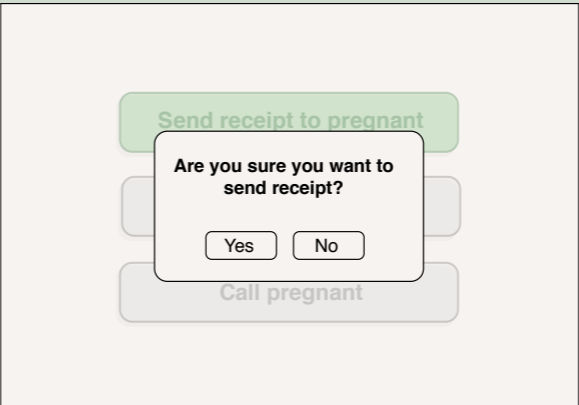 Send receipt to pregnant
Are you sure you want to
send receipt?
Yes No
Call pregnant